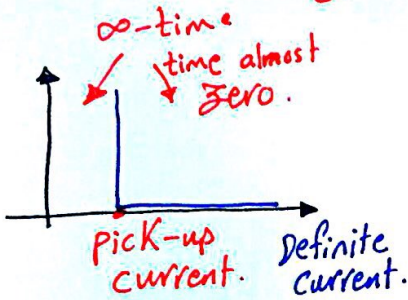 ∞-time
time almost
zero.
pick-up
current.
Definite
current.